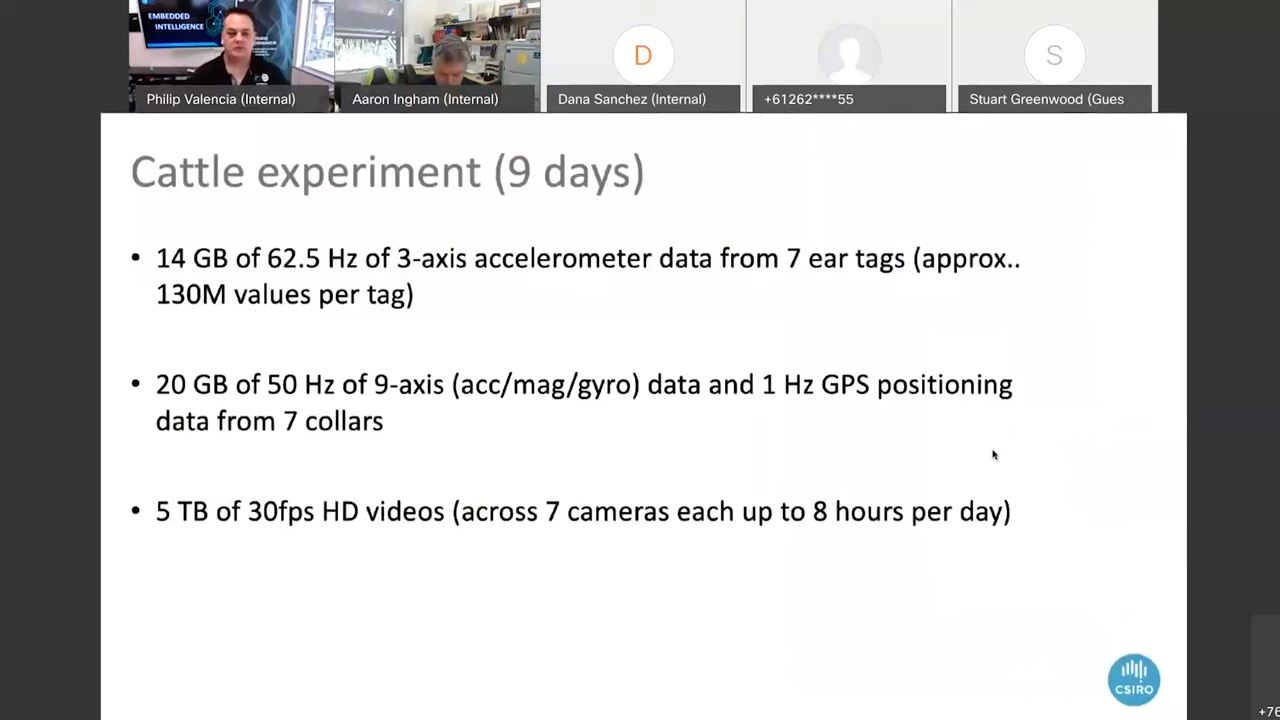 EMBEDDED
INTELLIGENCE
D
S
Philip Valencia (Internal)
Aaron Ingham (Internal)
Dana Sanchez (Internal)
+61262****55
Stuart Greenwood (Gues
Cattle experiment (9 days)
• 14 GB of 62.5 Hz of 3-axis accelerometer data from 7 ear tags (approx..
130M values per tag)
• 20 GB of 50 Hz of 9-axis (acc/mag/gyro) data and 1 Hz GPS positioning
data from 7 collars
• 5 TB of 30fps HD videos (across 7 cameras each up to 8 hours per day)
CSIRO
+76